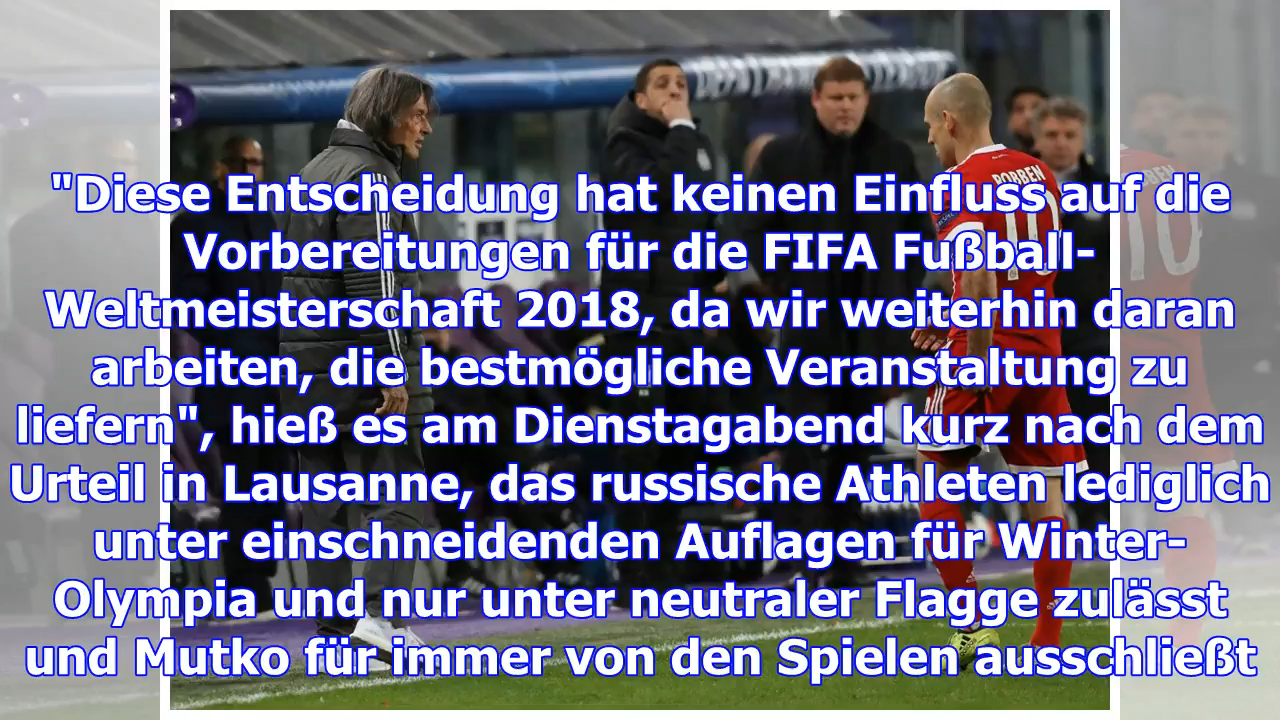 "Diese Entscheidung hat keinen Einfluss auf die
Vorbereitungen für die FIFA Fußball-
Weltmeisterschaft 2018, da wir weiterhin daran
arbeiten, die bestmögliche Veranstaltung zu
liefern", hieß es am Dienstagabend kurz nach dem
Urteil in Lausanne, das russische Athleten lediglich
unter einschneidenden Auflagen für Winter-
Olympia und nur unter neutraler Flagge zulässt
und Mutko für immer von den Spielen ausschließt
ROBBEN
10